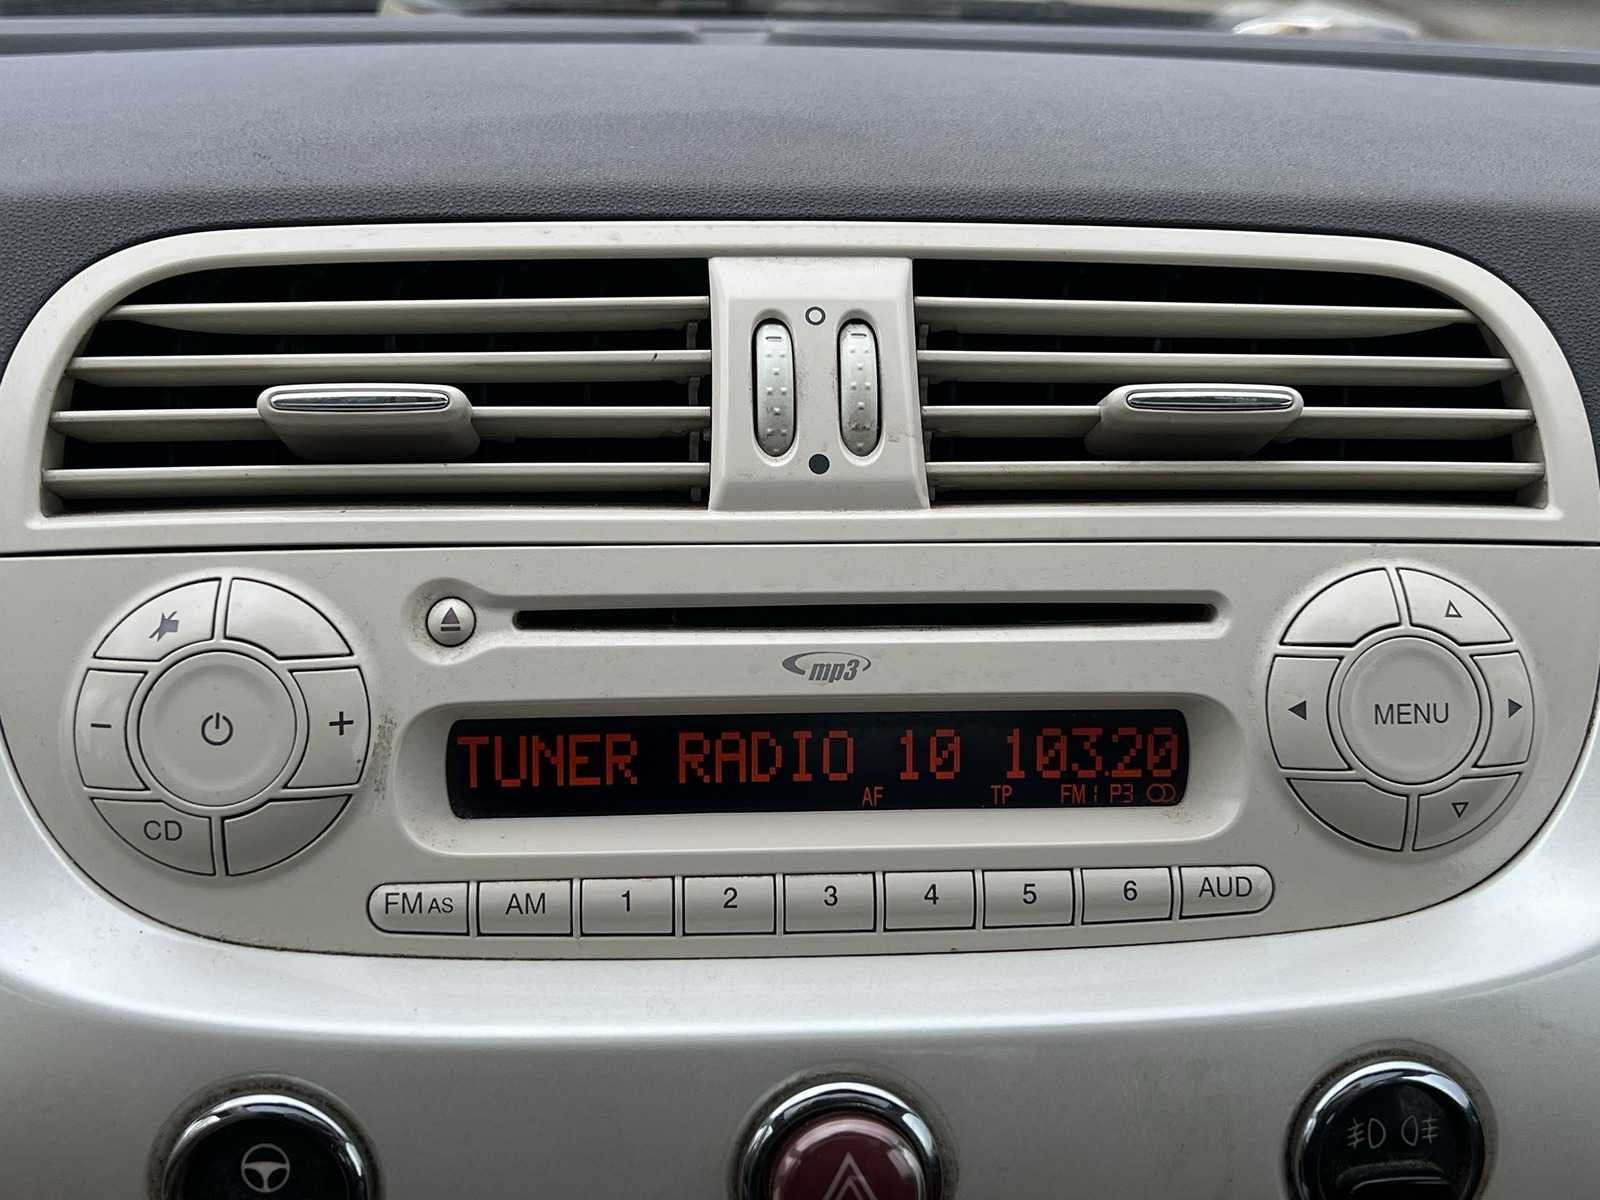 mp3
TUNER RADIO 10 103.20
AF TP FM1 P3
MENU
CD
FM AS AM 1 2 3 4 5 6 AUD